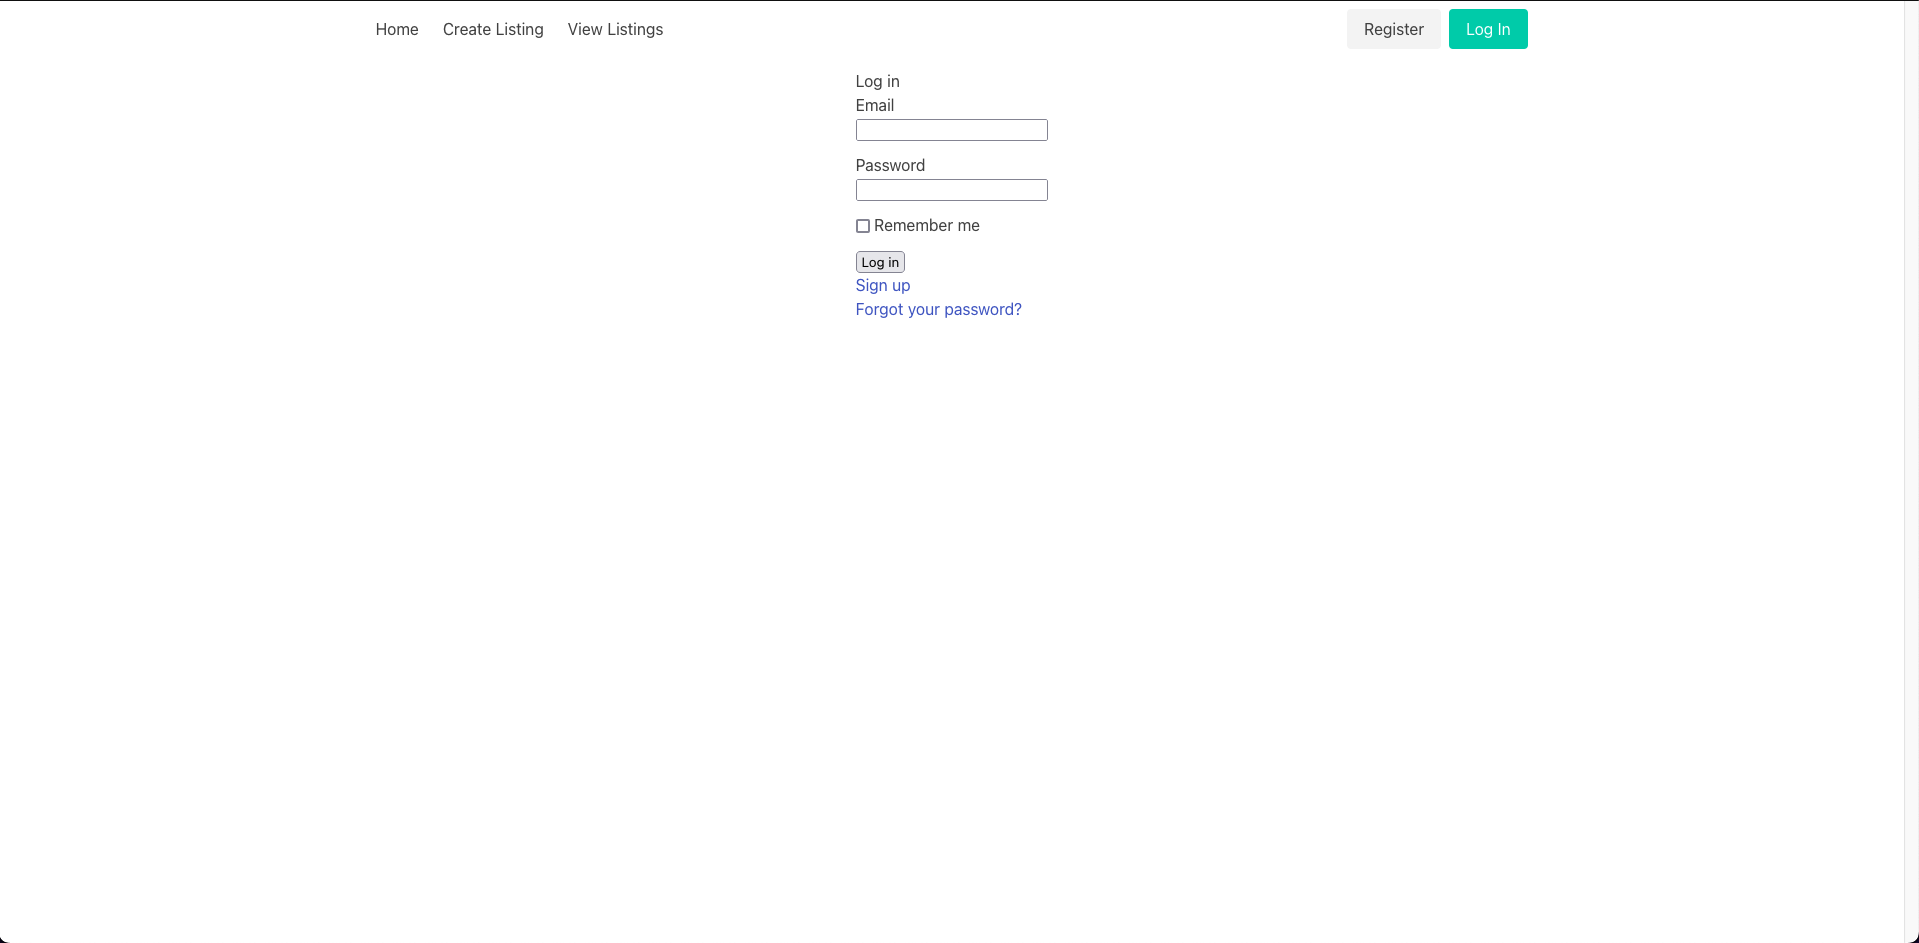 Home Create Listing View Listings Register Log In
Log in
Email
Password
Remember me
Log in
Sign up
Forgot your password?